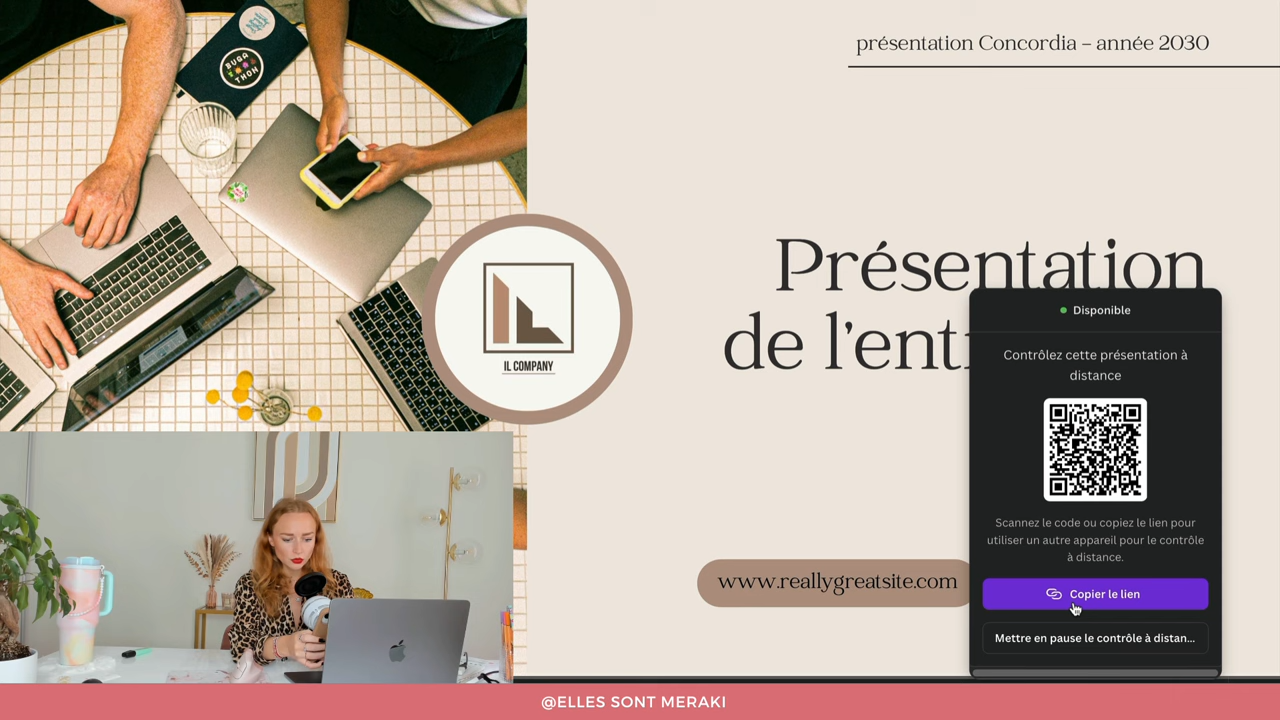 présentation Concordia – année 2030
BUGA
THON
Présentation
de l'ent
IL COMPANY
Disponible
Contrôlez cette présentation à
distance
Scannez le code ou copiez le lien pour
utiliser un autre appareil pour le contrôle
à distance.
www.reallygreatsite.com
Copier le lien
Mettre en pause le contrôle à distan...
@ELLES SONT MERAKI